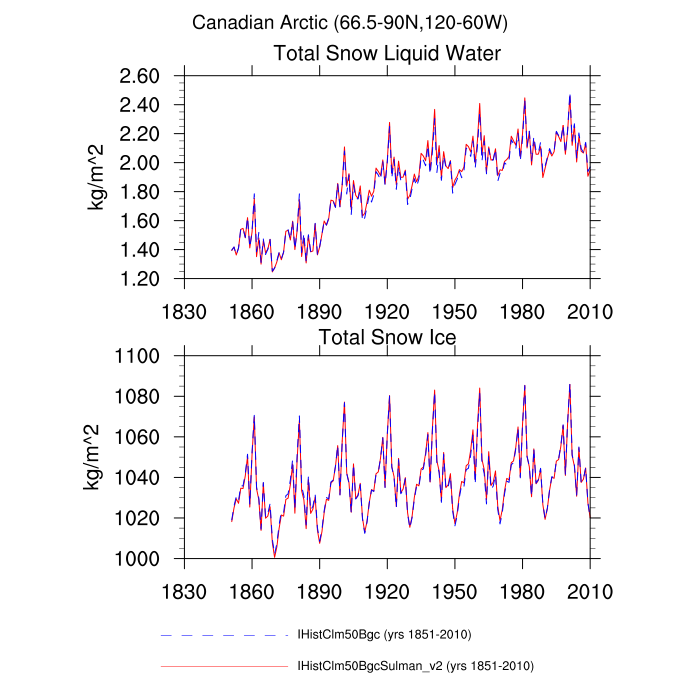 Canadian Arctic (66.5-90N,120-60W)
Total Snow Liquid Water
2.60
2.40
2.20
2.00
1.80
1.60
1.40
1.20
kg/m^2
1830 1860 1890 1920 1950 1980 2010
Total Snow Ice
1100
1080
1060
1040
1020
1000
kg/m^2
1830 1860 1890 1920 1950 1980 2010
IHistClm50Bgc (yrs 1851-2010)
IHistClm50BgcSulman_v2 (yrs 1851-2010)